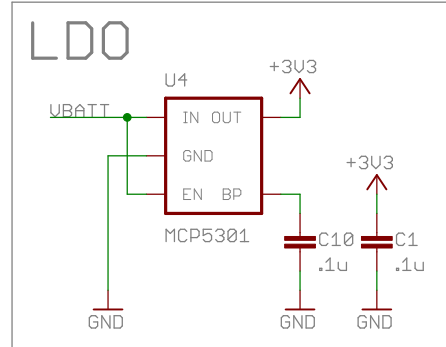 LDO
U4
+3V3
VBATT
IN OUT
GND
+3V3
EN BP
MCP5301
C10
C1
.1u
.1u
GND
GND
GND